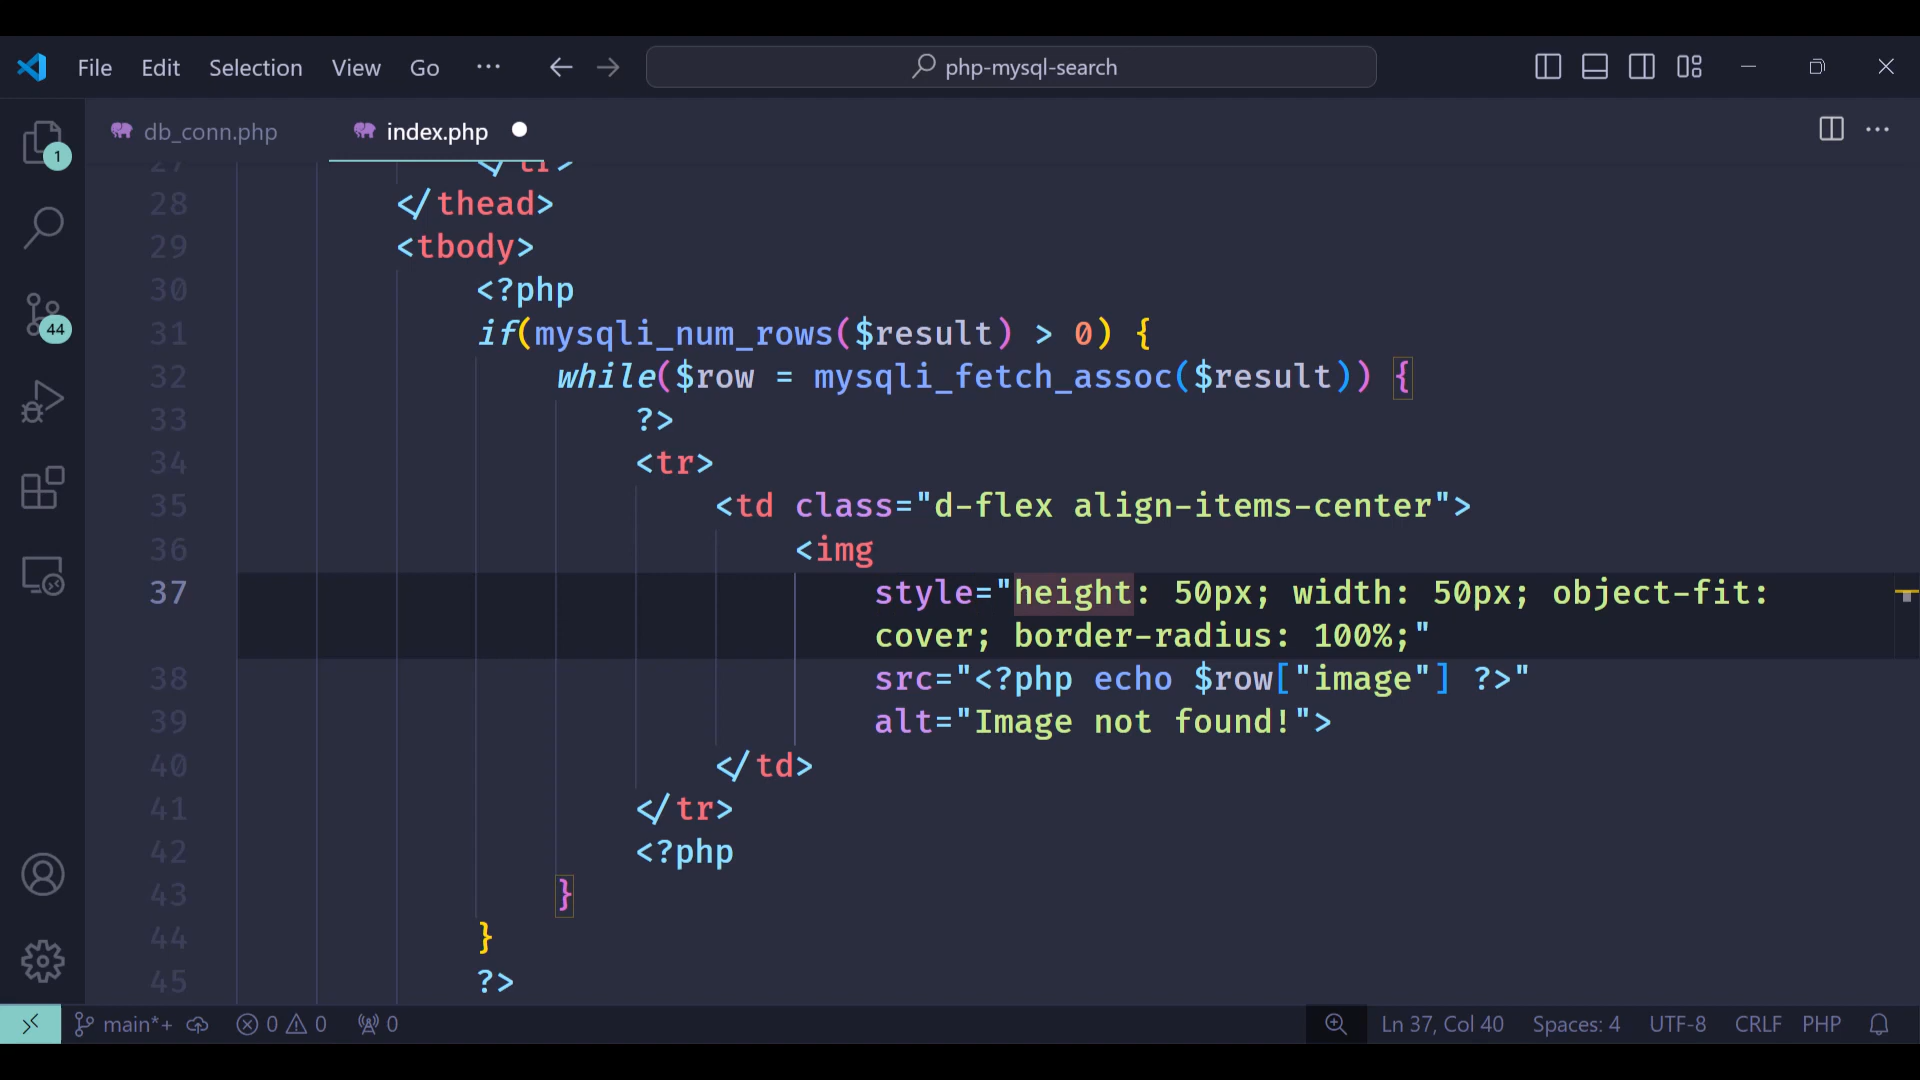 File Edit Selection View Go ··· php-mysql-search
db_conn.php index.php
1
44
27 </tr>
28 </thead>
29 <tbody>
30 <?php
31 if(mysqli_num_rows($result) > 0) {
32 while($row = mysqli_fetch_assoc($result)) {
33 ?>
34 <tr>
35 <td class="d-flex align-items-center">
36 <img
37 style="height: 50px; width: 50px; object-fit:
cover; border-radius: 100%;"
38 src="<?php echo $row["image"] ?>"
39 alt="Image not found!">
40 </td>
41 </tr>
42 <?php
43 }
44 }
45 ?>
main*+ 0 0 0 Ln 37, Col 40 Spaces: 4 UTF-8 CRLF PHP